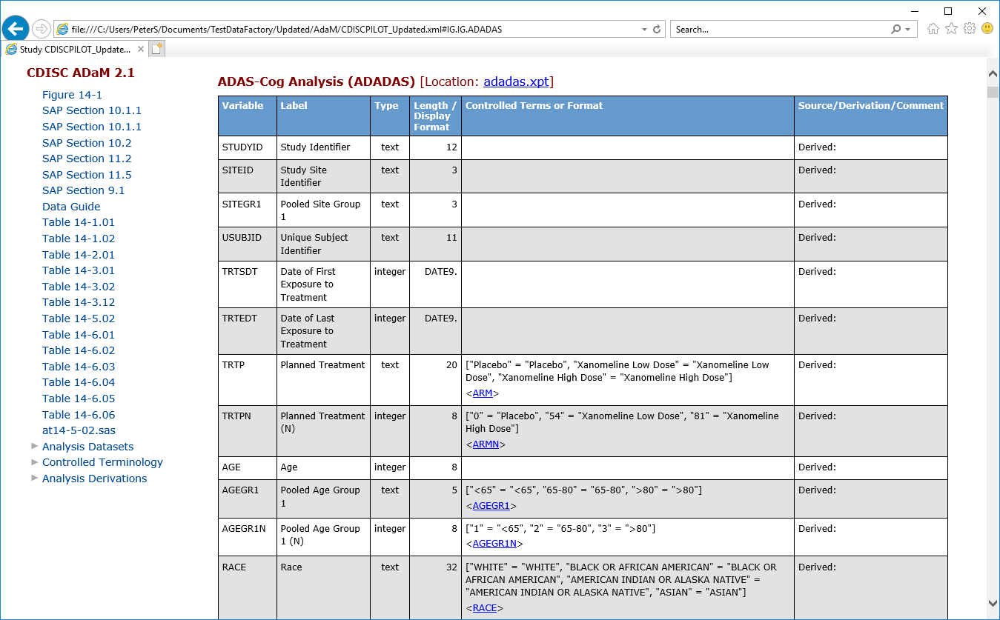 file:///C:/Users/PeterS/Documents/TestDataFactory/Updated/AdaM/CDISCPILOT_Updated.xml#IG.IG.ADADAS
Search...
Study CDISCPILOT_Update...
CDISC ADaM 2.1
Figure 14-1
SAP Section 10.1.1
SAP Section 10.1.1
SAP Section 10.2
SAP Section 11.2
SAP Section 11.5
SAP Section 9.1
Data Guide
Table 14-1.01
Table 14-1.02
Table 14-2.01
Table 14-3.01
Table 14-3.02
Table 14-3.12
Table 14-5.02
Table 14-6.01
Table 14-6.02
Table 14-6.03
Table 14-6.04
Table 14-6.05
Table 14-6.06
at14-5-02.sas
Analysis Datasets
Controlled Terminology
Analysis Derivations
ADAS-Cog Analysis (ADADAS) [Location: adadas.xpt]
Variable Label Type Length / Controlled Terms or Format Source/Derivation/Comment
Display
Format
STUDYID Study Identifier text 12 Derived:
SITEID Study Site text 3 Derived:
Identifier
SITEGR1 Pooled Site Group text 3 Derived:
1
USUBJID Unique Subject text 11 Derived:
Identifier
TRTSDT Date of First integer DATE9. Derived:
Exposure to
Treatment
TRTEDT Date of Last integer DATE9. Derived:
Exposure to
Treatment
TRTP Planned Treatment text 20 ["Placebo" = "Placebo", "Xanomeline Low Dose" = "Xanomeline Low Derived:
Dose", "Xanomeline High Dose" = "Xanomeline High Dose"]
<ARM>
TRTPN Planned Treatment integer 8 ["0" = "Placebo", "54" = "Xanomeline Low Dose", "81" = "Xanomeline Derived:
(N) High Dose"]
<ARMN>
AGE Age integer 8 Derived:
AGEGR1 Pooled Age Group text 5 ["<65" = "<65", "65-80" = "65-80", ">80" = ">80"] Derived:
1 <AGEGR1>
AGEGR1N Pooled Age Group integer 8 ["1" = "<65", "2" = "65-80", "3" = ">80"] Derived:
1 (N) <AGEGR1N>
RACE Race text 32 ["WHITE" = "WHITE", "BLACK OR AFRICAN AMERICAN" = "BLACK OR Derived:
AFRICAN AMERICAN", "AMERICAN INDIAN OR ALASKA NATIVE" =
"AMERICAN INDIAN OR ALASKA NATIVE", "ASIAN" = "ASIAN"]
<RACE>